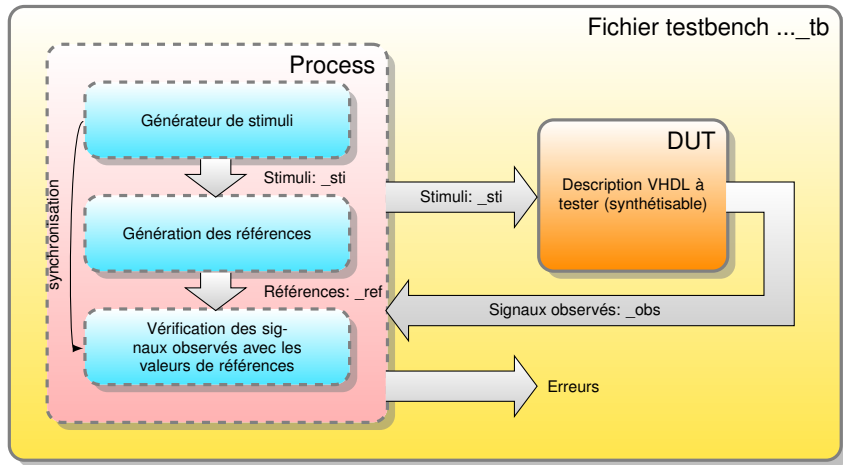 Fichier testbench ..._tb
Process
Générateur de stimuli
Stimuli: _sti
synchronisation
Génération des références
Références: _ref
Vérification des sig-
naux observés avec les
valeurs de références
Stimuli: _sti
DUT
Description VHDL à
tester (synthétisable)
Signaux observés: _obs
Erreurs